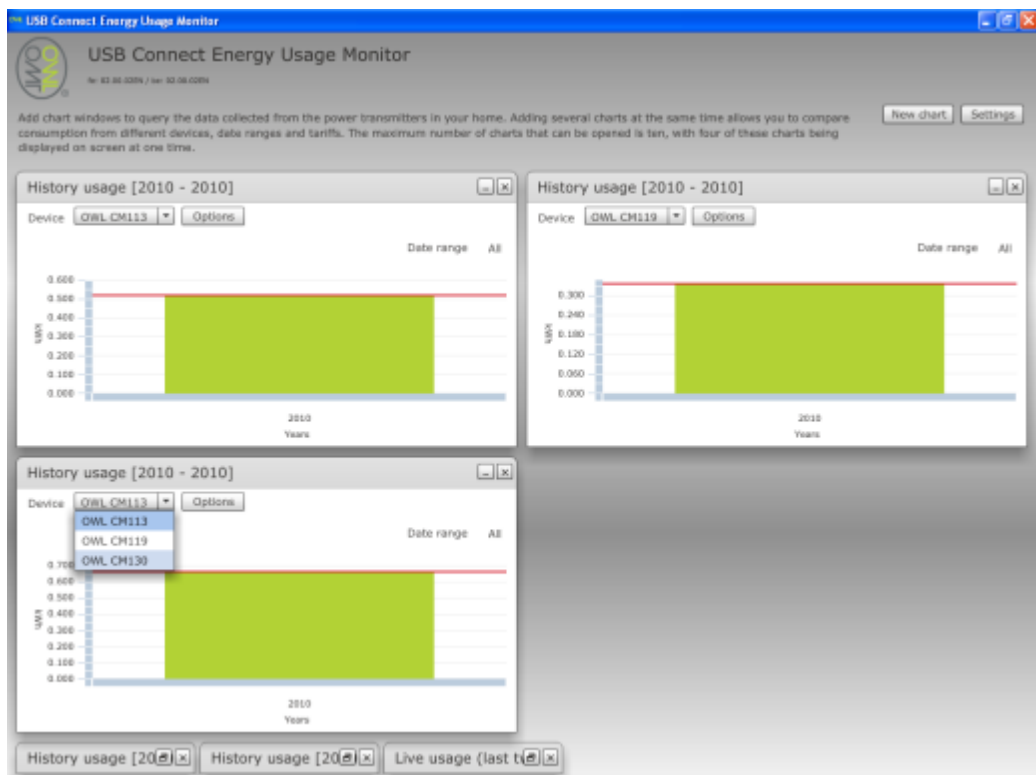 USB Connect Energy Usage Monitor
OWL
USB Connect Energy Usage Monitor
Add chart windows to query the data collected from the power transmitters in your home. Adding several charts at the same time allows you to compare
consumption from different devices, date ranges and tariffs. The maximum number of charts that can be opened is ten, with four of these charts being
displayed on screen at one time.
New chart Settings
History usage [2010 - 2010]
Device OWL CM113 Options
Date range All
0.600
0.500
0.400
0.300
0.200
0.100
0.000
kWh
2010
Years
History usage [2010 - 2010]
Device OWL CM119 Options
Date range All
0.300
0.240
0.180
0.120
0.060
0.000
kWh
2010
Years
History usage [2010 - 2010]
Device OWL CM113 Options
OWL CM113
OWL CM119
OWL CM130
Date range All
0.700
0.600
0.500
0.400
0.300
0.200
0.100
0.000
kWh
2010
Years
History usage [20
History usage [20
Live usage (last t